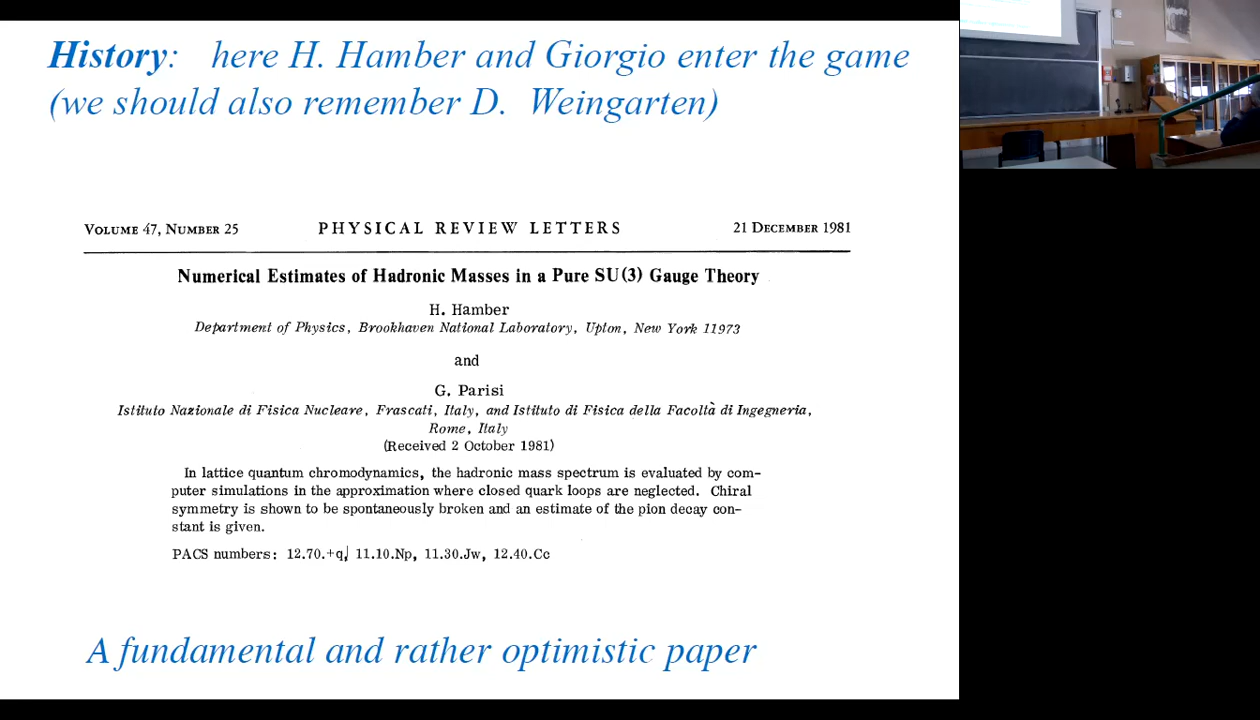 History: here H. Hamber and Giorgio enter the game
(we should also remember D. Weingarten)
VOLUME 47, NUMBER 25 PHYSICAL REVIEW LETTERS 21 DECEMBER 1981
Numerical Estimates of Hadronic Masses in a Pure SU(3) Gauge Theory
H. Hamber
Department of Physics, Brookhaven National Laboratory, Upton, New York 11973
and
G. Parisi
Istituto Nazionale di Fisica Nucleare, Frascati, Italy, and Istituto di Fisica della Facoltà di Ingegneria,
Rome, Italy
(Received 2 October 1981)
In lattice quantum chromodynamics, the hadronic mass spectrum is evaluated by com-
puter simulations in the approximation where closed quark loops are neglected. Chiral
symmetry is shown to be spontaneously broken and an estimate of the pion decay con-
stant is given.
PACS numbers: 12.70.+q, 11.10.Np, 11.30.Jw, 12.40.Cc
A fundamental and rather optimistic paper